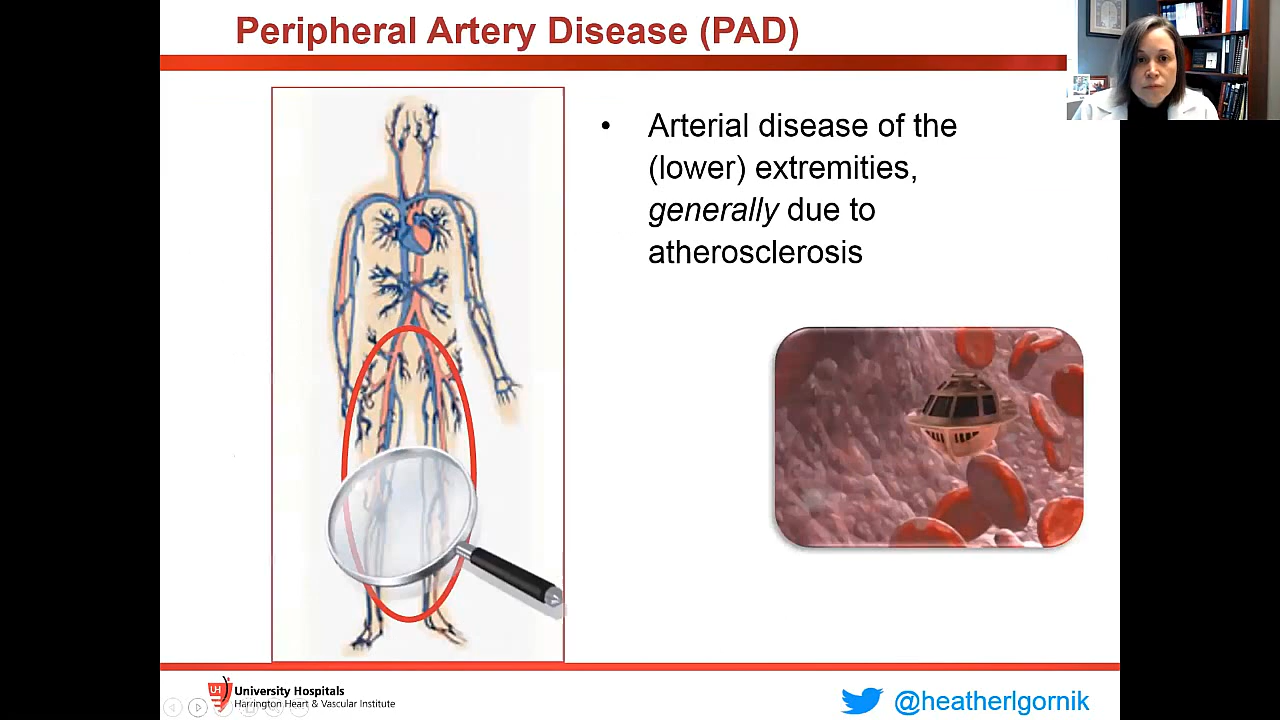 Peripheral Artery Disease (PAD)
• Arterial disease of the
(lower) extremities,
generally due to
atherosclerosis
UH
University Hospitals
Harrington Heart & Vascular Institute
@heatherlgornik